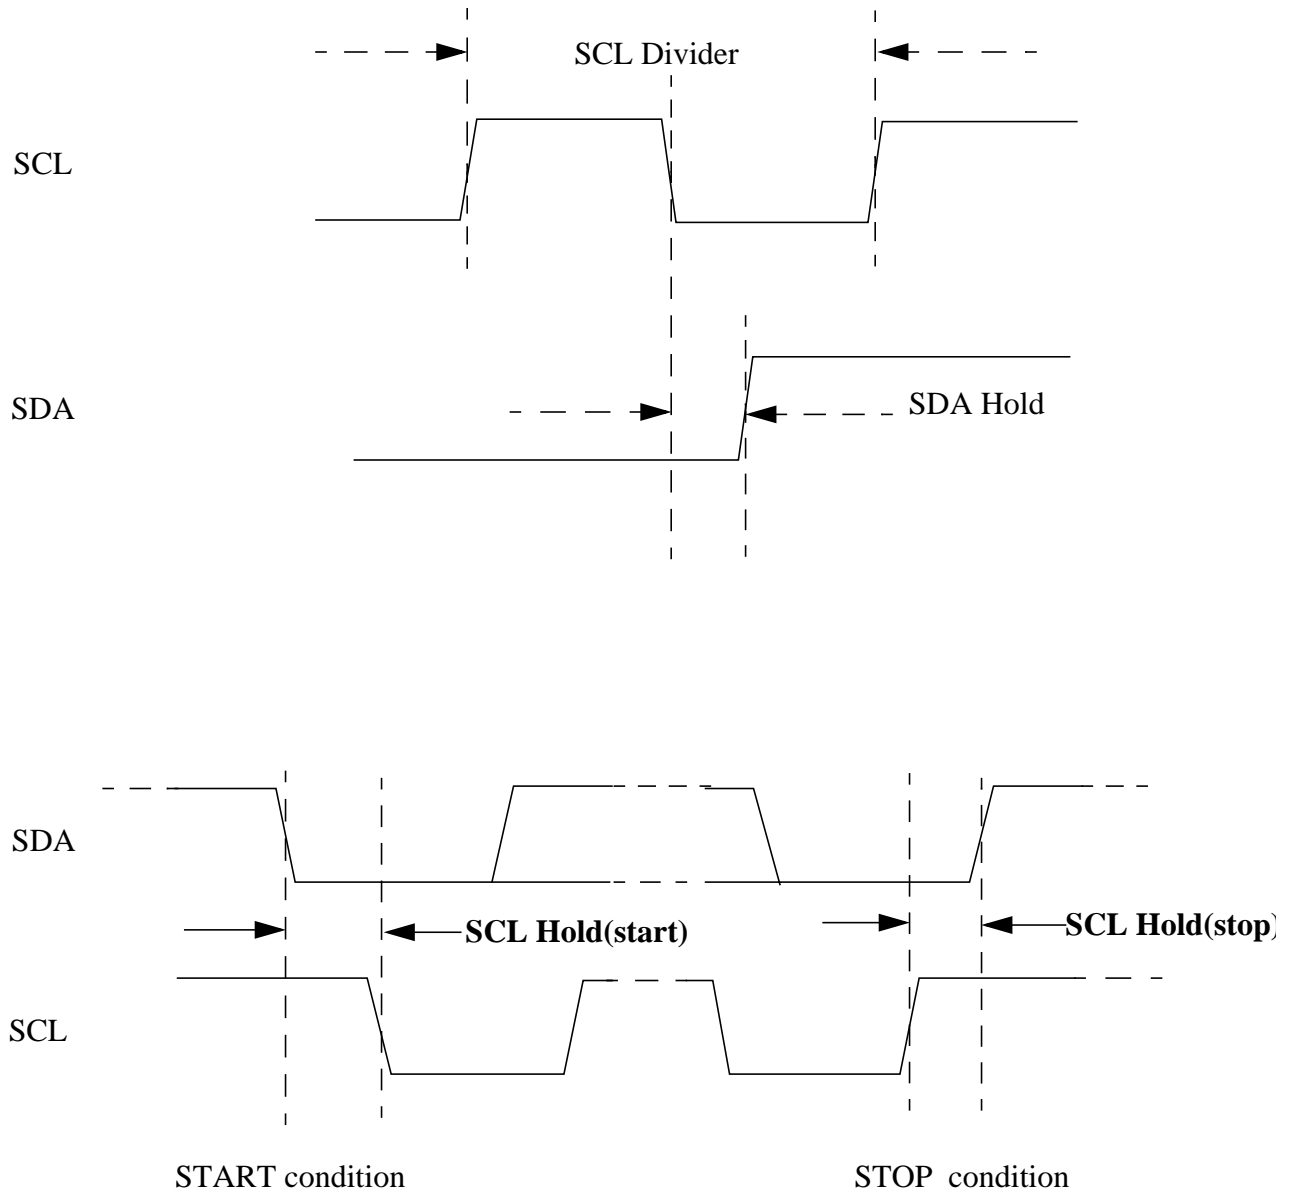 SCL Divider
SCL
SDA
SDA Hold
SDA
SCL Hold(start)
SCL Hold(stop)
SCL
START condition
STOP condition